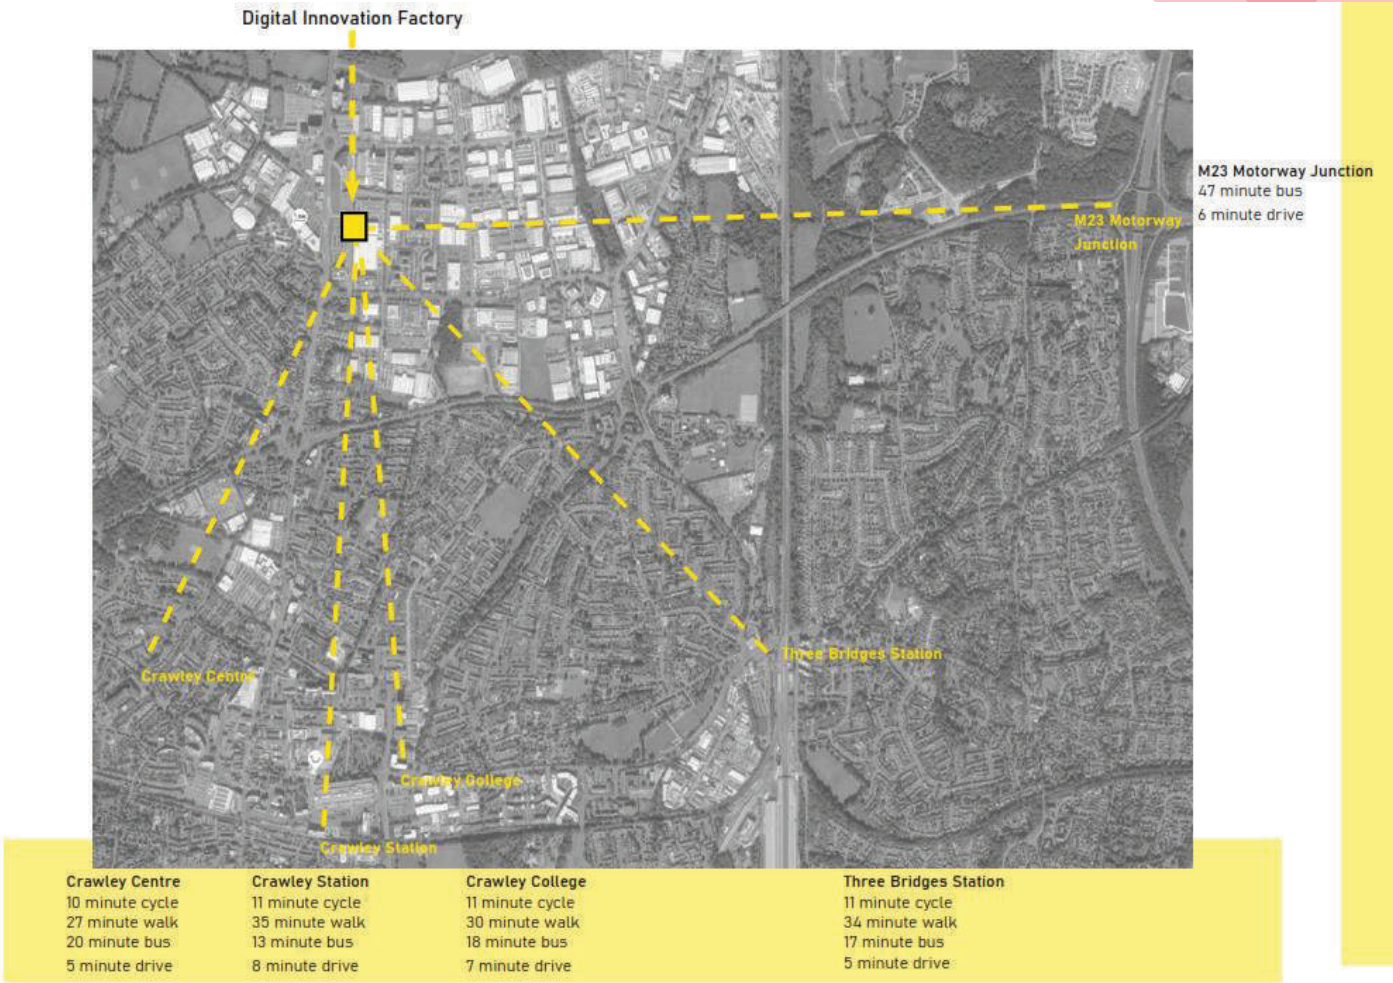 Digital Innovation Factory
M23 Motorway Junction
47 minute bus
6 minute drive
M23 Motorway
Junction
Three Bridges Station
Crawley Centre
Crawley College
Crawley Station
Crawley Centre
10 minute cycle
27 minute walk
20 minute bus
5 minute drive
Crawley Station
11 minute cycle
35 minute walk
13 minute bus
8 minute drive
Crawley College
11 minute cycle
30 minute walk
18 minute bus
7 minute drive
Three Bridges Station
11 minute cycle
34 minute walk
17 minute bus
5 minute drive